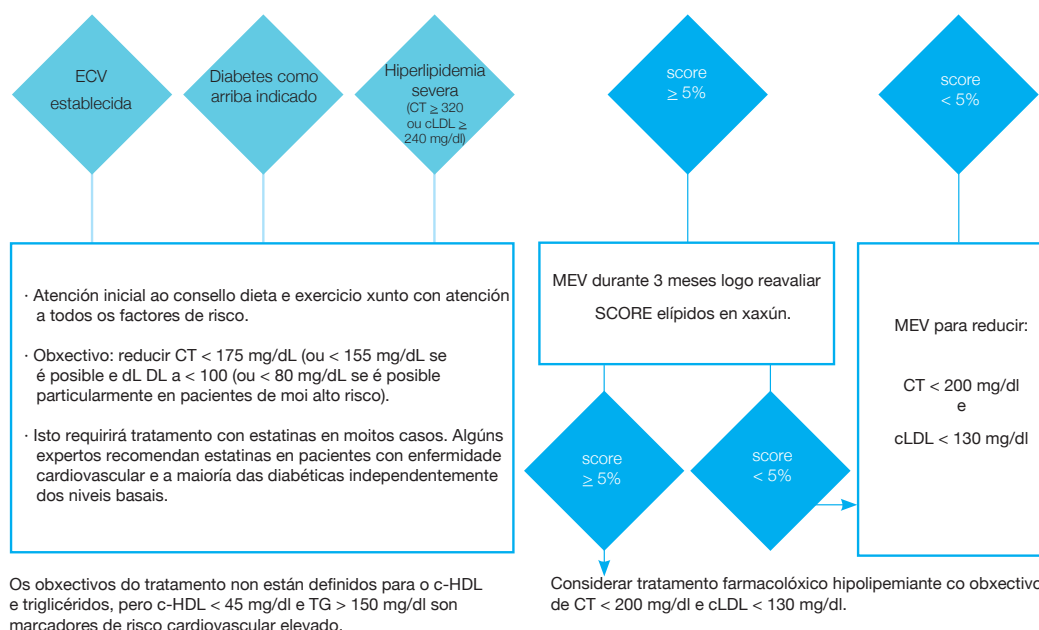 ECV
establecida
Diabetes como
arriba indicado
Hiperlipidemia
severa
(CT ≥ 320
ou cLDL ≥
240 mg/dl)
score
≥ 5%
score
< 5%
· Atención inicial ao consello dieta e exercicio xunto con atención
a todos os factores de risco.
· Obxectivo: reducir CT < 175 mg/dL (ou < 155 mg/dL se
é posible e dL DL a < 100 (ou < 80 mg/dL se é posible
particularmente en pacientes de moi alto risco).
· Isto requirirá tratamento con estatinas en moitos casos. Algúns
expertos recomendan estatinas en pacientes con enfermidade
cardiovascular e a maioría das diabéticas independentemente
dos niveis basais.
MEV durante 3 meses logo reavaliar
SCORE elípidos en xaxún.
score
≥ 5%
score
< 5%
MEV para reducir:
CT < 200 mg/dl
e
cLDL < 130 mg/dl
Os obxectivos do tratamento non están definidos para o c-HDL
e triglicéridos, pero c-HDL < 45 mg/dl e TG > 150 mg/dl son
marcadores de risco cardiovascular elevado.
Considerar tratamento farmacolóxico hipolipemiante co obxectivo
de CT < 200 mg/dl e cLDL < 130 mg/dl.